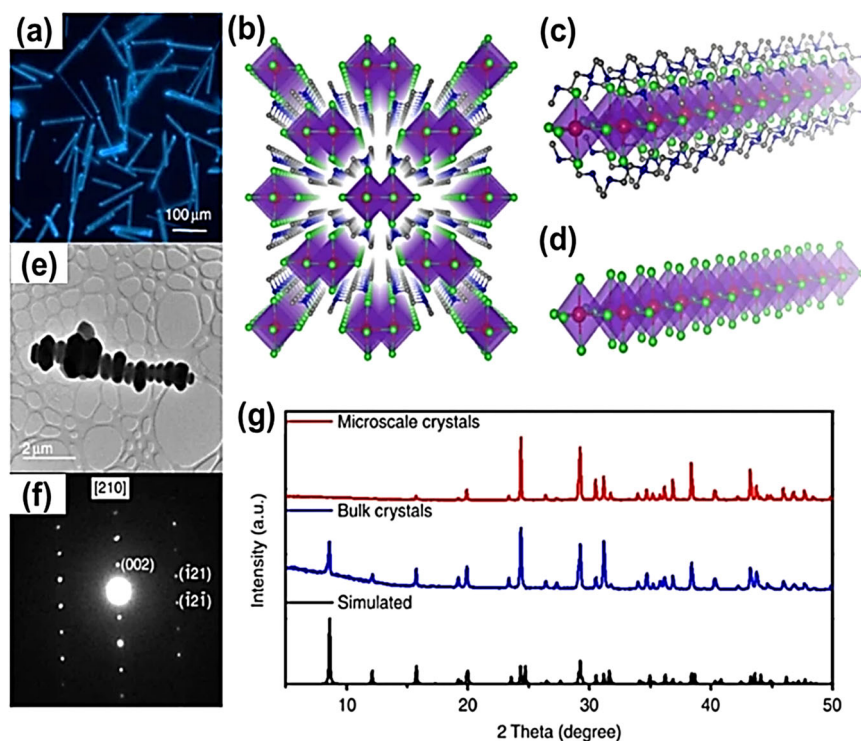 (a)
100 μm
(b)
(c)
(d)
(e)
2 μm
(f)
[210]
(002)
(1̄21)
(1̄21̄)
(g)
Microscale crystals
Bulk crystals
Simulated
Intensity (a.u.)
10 20 30 40 50
2 Theta (degree)